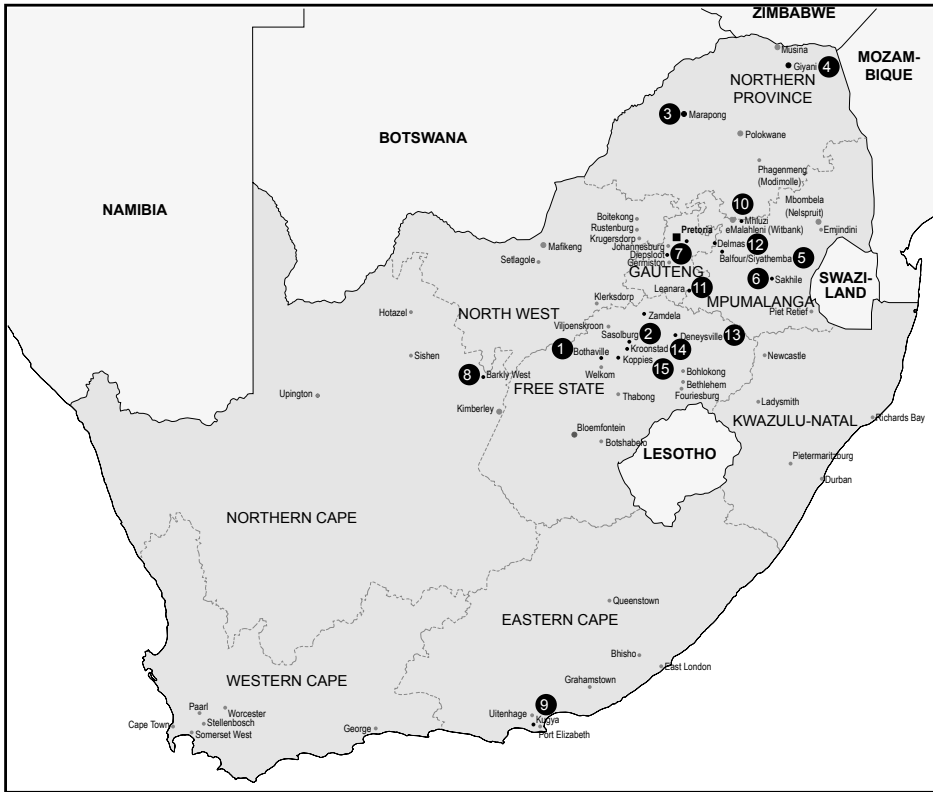 ZIMBABWE
MOZAM-
BIQUE
Musina
Giyani
4
NORTHERN
PROVINCE
3
Marapong
BOTSWANA
Polokwane
Phagenmeng
(Modimolle)
NAMIBIA
Mbombela
(Nelspruit)
10
Mhluzi
eMalahleni (Witbank)
Emjindini
Boitekong
Rustenburg
Krugersdorp
Pretoria
Mafikeng
Setlagole
Johannesburg
Diepsloot
Germiston
7
GAUTENG
Delmas
12
Balfour/Siyathemba
5
6
Sakhile
SWAZI-
LAND
Leanara
11
MPUMALANGA
Piet Retief
Klerksdorp
Hotazel
NORTH WEST
Zamdela
Viljoenskroon
Sasolburg
2
Deneysville
13
1
Bothaville
Kroonstad
14
Koppies
Newcastle
Sishen
8
Barkly West
Welkom
15
Bohlokong
Bethlehem
Fouriesburg
FREE STATE
Thabong
Upington
Kimberley
Ladysmith
KWAZULU-NATAL
Richards Bay
Bloemfontein
Botshabelo
LESOTHO
Pietermaritzburg
Durban
NORTHERN CAPE
Queenstown
EASTERN CAPE
Bhisho
East London
Grahamstown
WESTERN CAPE
9
Uitenhage
Kugya
Port Elizabeth
Paarl
Worcester
Cape Town
Stellenbosch
Somerset West
George